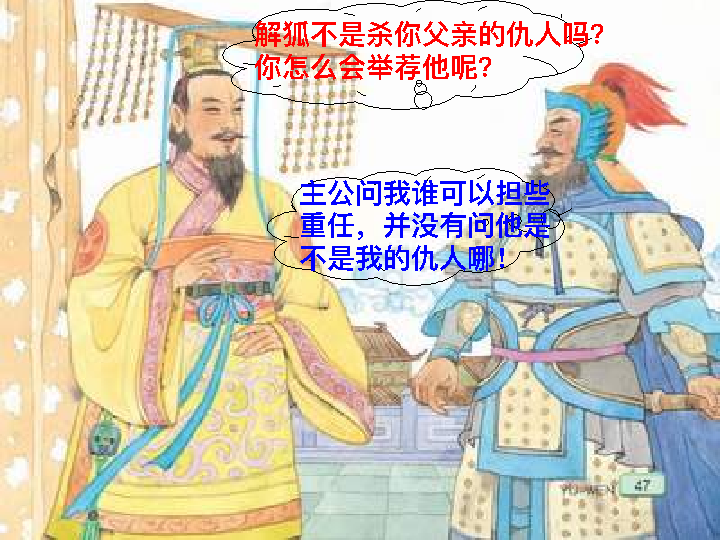 解狐不是杀你父亲的仇人吗？
你怎么会举荐他呢？
主公问我谁可以担些
重任，并没有问他是
不是我的仇人哪！
YU WEN 47